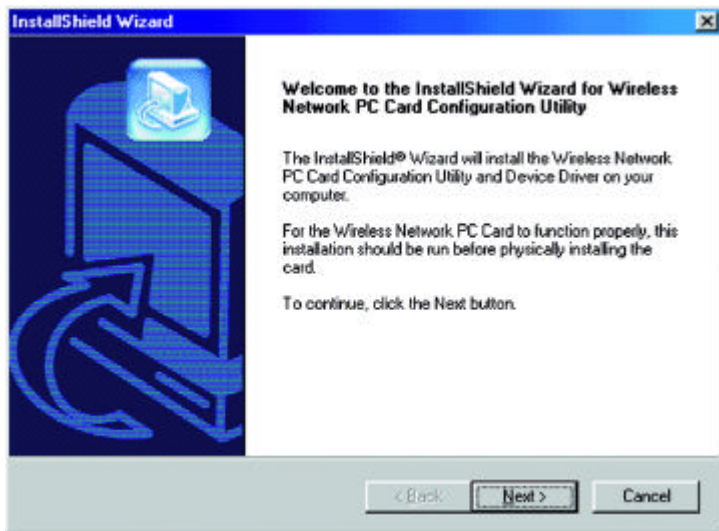 InstallShield Wizard
Welcome to the InstallShield Wizard for Wireless
Network PC Card Configuration Utility
The InstallShield® Wizard will install the Wireless Network
PC Card Configuration Utility and Device Driver on your
computer.
For the Wireless Network PC Card to function properly, this
installation should be run before physically installing the
card.
To continue, click the Next button.
< Back
Next >
Cancel